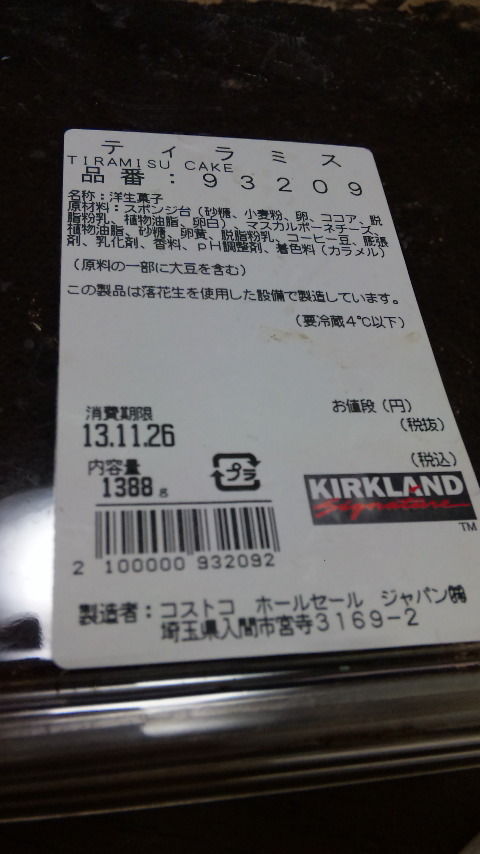 ティラミス
TIRAMISU CAKE
品番：93209
名称：洋生菓子
原材料：スポンジ台（砂糖、小麦粉、卵、ココア、脱
脂粉乳、植物油脂、卵白）、マスカルポーネチーズ、
植物油脂、砂糖、卵黄、脱脂粉乳、コーヒー豆、膨張
剤、乳化剤、香料、pH調整剤、着色料（カラメル）
（原料の一部に大豆を含む）
この製品は落花生を使用した設備で製造しています。
（要冷蔵4℃以下）
消費期限
13.11.26
お値段（円）
（税抜）
（税込）
内容量
1388g
プラ
KIRKLAND
Signature
TM
2 100000 932092
製造者：コストコ ホールセール ジャパン㈱
埼玉県入間市宮寺3169-2